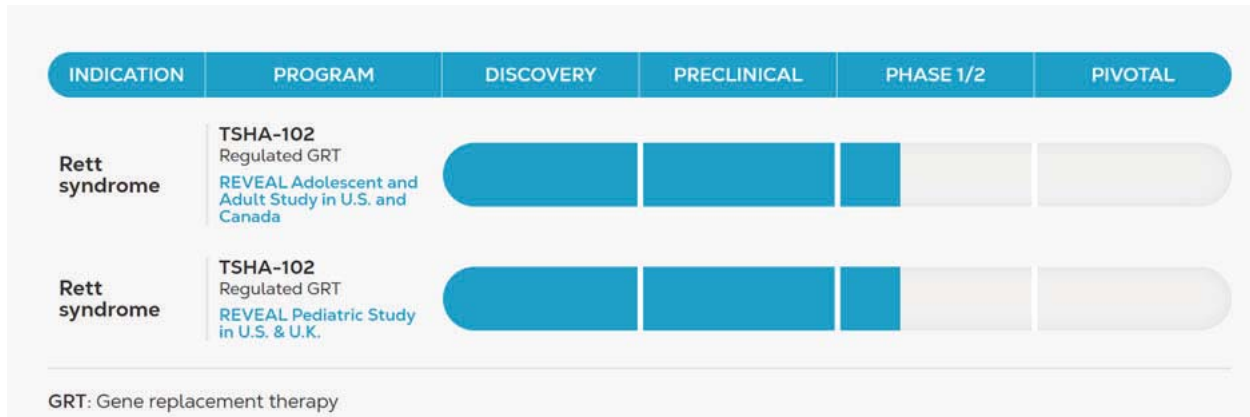 INDICATION PROGRAM DISCOVERY PRECLINICAL PHASE 1/2 PIVOTAL
Rett
syndrome
TSHA-102
Regulated GRT
REVEAL Adolescent and
Adult Study in U.S. and
Canada
Rett
syndrome
TSHA-102
Regulated GRT
REVEAL Pediatric Study
in U.S. & U.K.
GRT: Gene replacement therapy